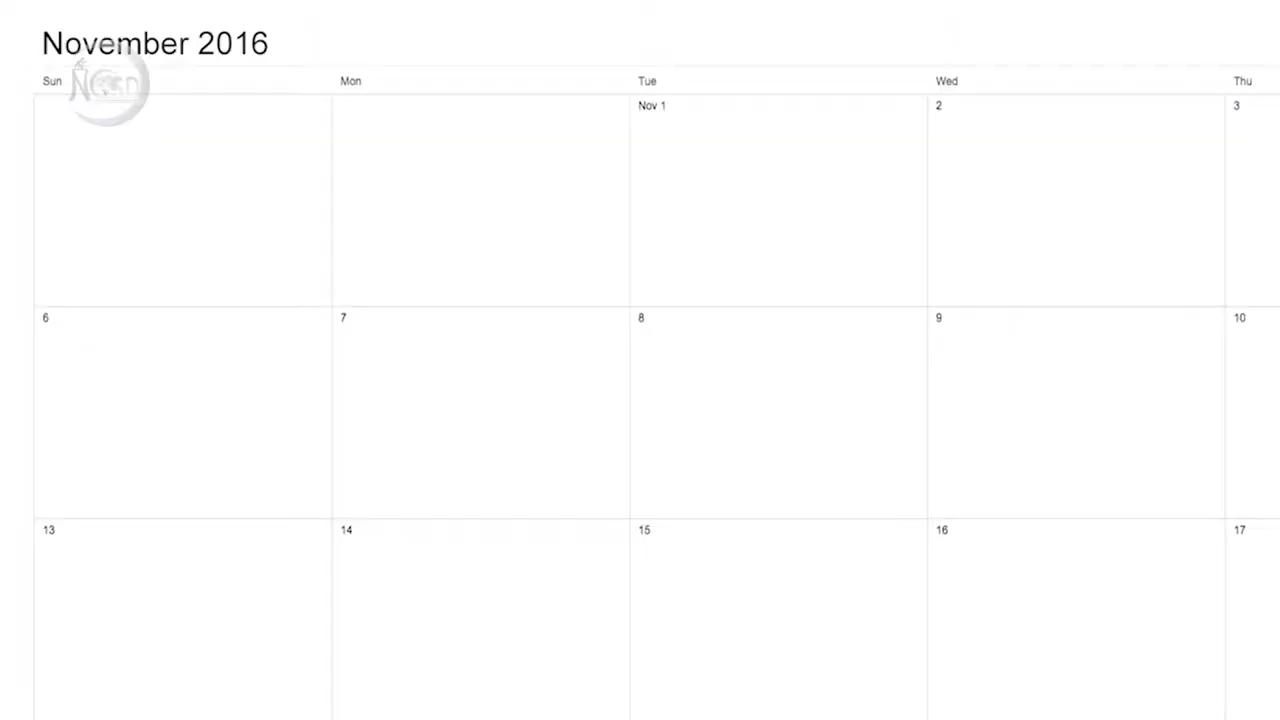 November 2016
Sun Mon Tue Wed Thu
Nov 1 2 3
6 7 8 9 10
13 14 15 16 17